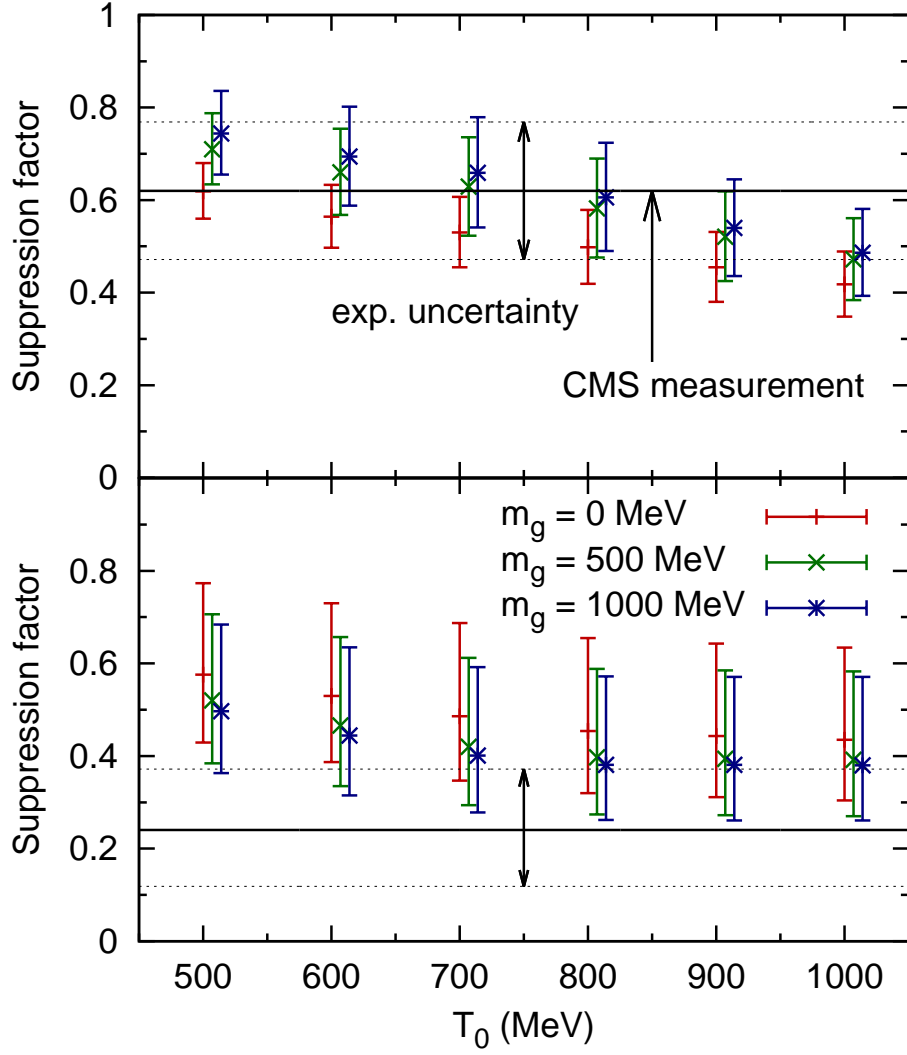 1
0.8
0.6
0.4
0.2
0
Suppression factor
exp. uncertainty
CMS measurement
m_g = 0 MeV
m_g = 500 MeV
m_g = 1000 MeV
0.8
0.6
0.4
0.2
0
Suppression factor
500 600 700 800 900 1000
T_0 (MeV)